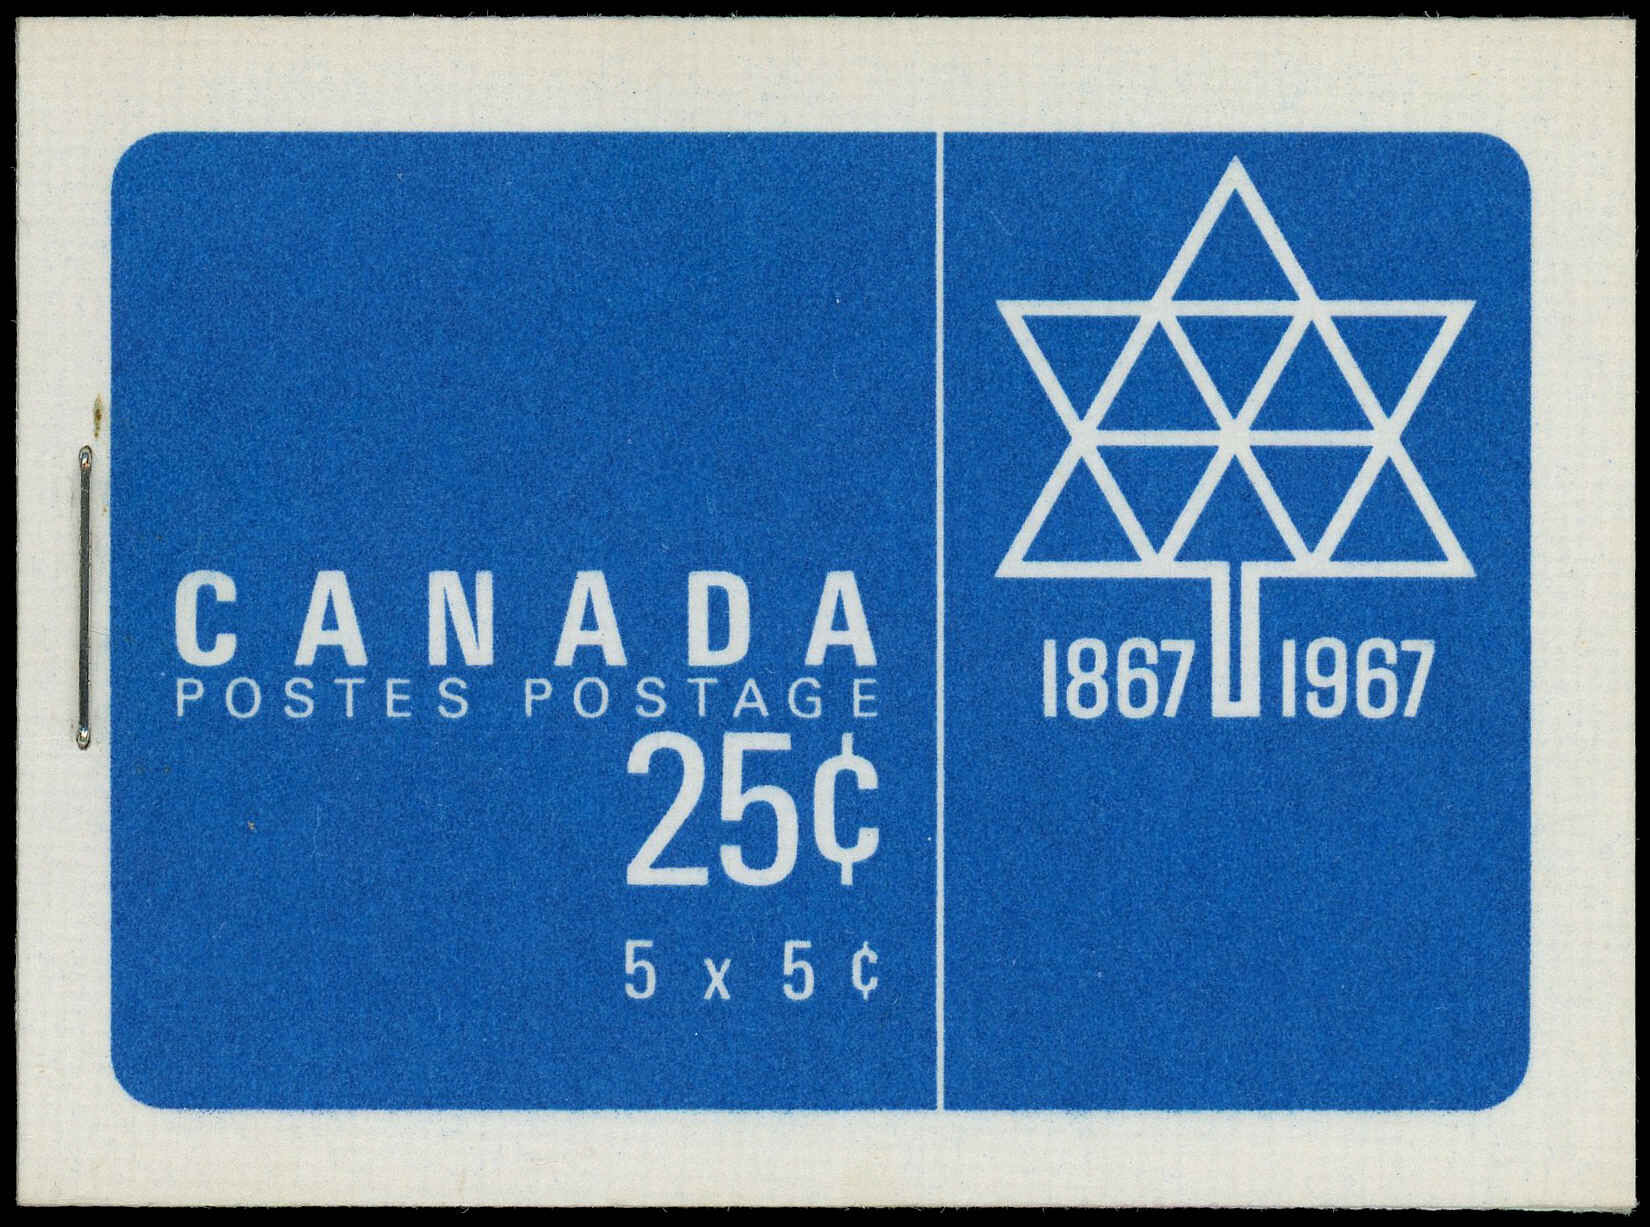 CANADA
POSTES POSTAGE
25¢
5 x 5¢
1867 1967